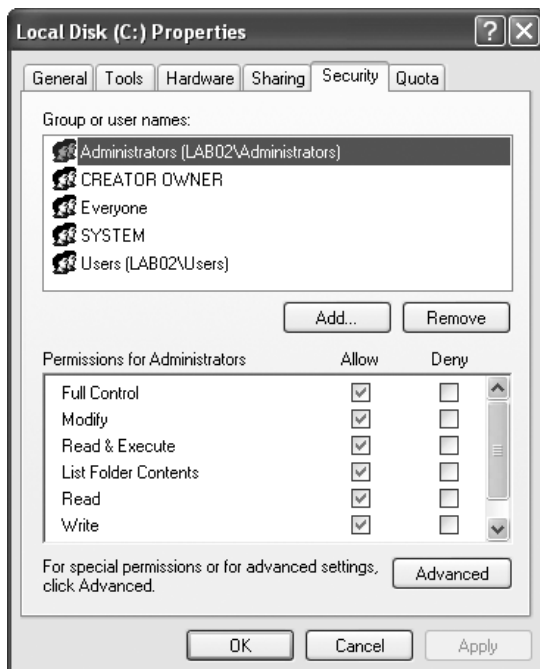 Local Disk (C:) Properties
General Tools Hardware Sharing Security Quota
Group or user names:
Administrators (LAB02\Administrators)
CREATOR OWNER
Everyone
SYSTEM
Users (LAB02\Users)
Add... Remove
Permissions for Administrators Allow Deny
Full Control
Modify
Read & Execute
List Folder Contents
Read
Write
For special permissions or for advanced settings,
click Advanced.
Advanced
OK Cancel Apply